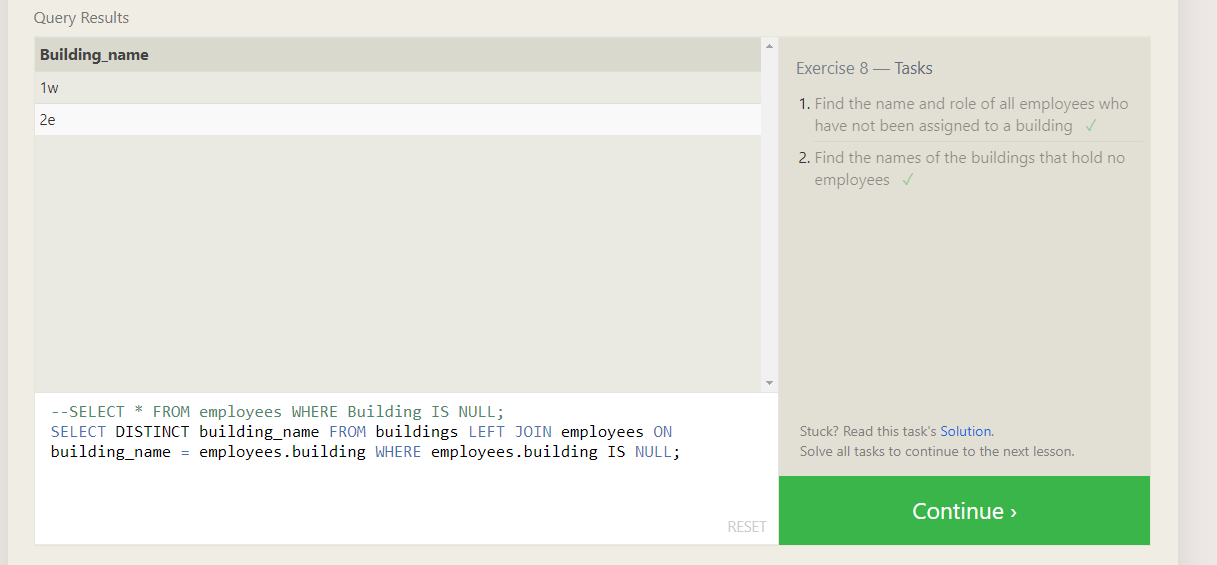 Query Results
Building_name
1w
2e
Exercise 8 — Tasks
1. Find the name and role of all employees who
have not been assigned to a building ✓
2. Find the names of the buildings that hold no
employees ✓
--SELECT * FROM employees WHERE Building IS NULL;
SELECT DISTINCT building_name FROM buildings LEFT JOIN employees ON
building_name = employees.building WHERE employees.building IS NULL;
RESET
Stuck? Read this task's Solution.
Solve all tasks to continue to the next lesson.
Continue ›